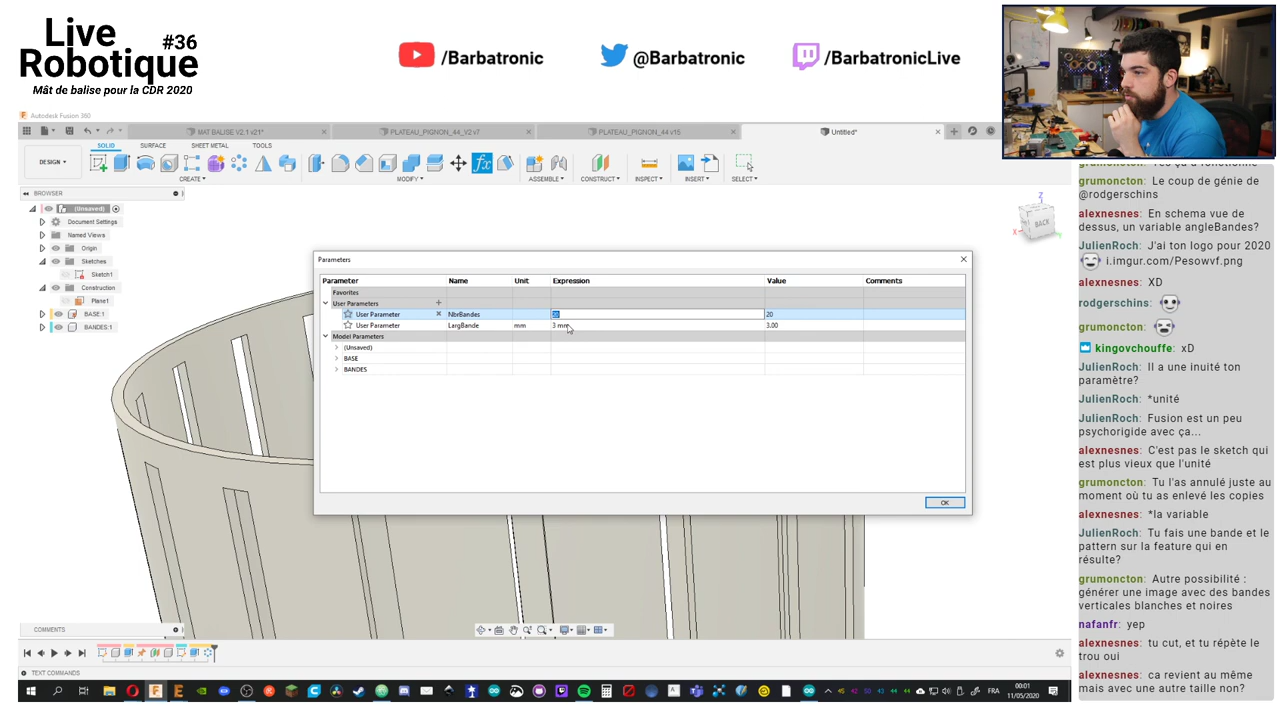 Live
Robotique #36
Mât de balise pour la CDR 2020
/Barbatronic
@Barbatronic
/BarbatronicLive
Autodesk Fusion 360
MAT BALISE V2.1 v21*
PLATEAU_PIGNON_44_V2 v7
PLATEAU_PIGNON_44 v15
Untitled*
SOLID
SURFACE
SHEET METAL
TOOLS
DESIGN
CREATE
MODIFY
ASSEMBLE
CONSTRUCT
INSPECT
INSERT
SELECT
BROWSER
(Unsaved)
Document Settings
Named Views
Origin
Sketches
Sketch1
Construction
Plane1
BASE:1
BANDES:1
Z
X
BACK
Parameters
Parameter Name Unit Expression Value Comments
Favorites
User Parameters
User Parameter NbrBandes 20 20
User Parameter LargBande mm 3 mm 3.00
Model Parameters
(Unsaved)
BASE
BANDES
OK
COMMENTS
TEXT COMMANDS
FRA
00:01
11/05/2020
grumoncton: Le coup de génie de
@rodgerschins
alexnesnes: En schema vue de
dessus, un variable angleBandes?
JulienRoch: J'ai ton logo pour 2020
i.imgur.com/Pesowvf.png
alexnesnes: XD
rodgerschins:
grumoncton:
kingovchouffe: xD
JulienRoch: Il a une inuité ton
paramètre?
JulienRoch: *unité
JulienRoch: Fusion est un peu
psychorigide avec ça...
alexnesnes: C'est pas le sketch qui
est plus vieux que l'unité
grumoncton: Tu l'as annulé juste au
moment où tu as enlevé les copies
alexnesnes: *la variable
JulienRoch: Tu fais une bande et le
pattern sur la feature qui en
résulte?
grumoncton: Autre possibilité :
générer une image avec des bandes
verticales blanches et noires
nafanfr: yep
alexnesnes: tu cut, et tu répète le
trou oui
alexnesnes: ca revient au même
mais avec une autre taille non?